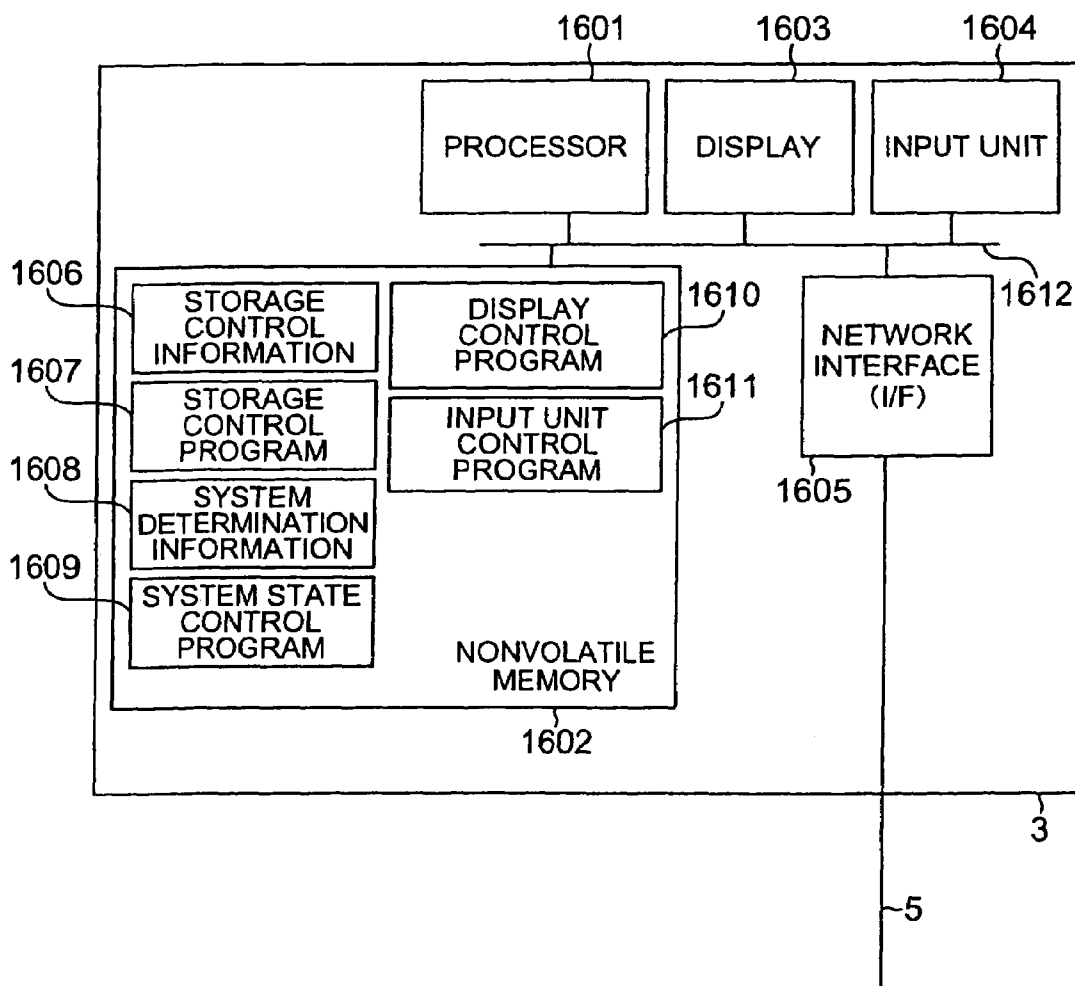 1601
1603
1604
PROCESSOR
DISPLAY
INPUT UNIT
1606
STORAGE
CONTROL
INFORMATION
1607
STORAGE
CONTROL
PROGRAM
1608
SYSTEM
DETERMINATION
INFORMATION
1609
SYSTEM STATE
CONTROL
PROGRAM
DISPLAY
CONTROL
PROGRAM
1610
INPUT UNIT
CONTROL
PROGRAM
1611
NONVOLATILE
MEMORY
1602
1612
NETWORK
INTERFACE
(I/F)
1605
3
5